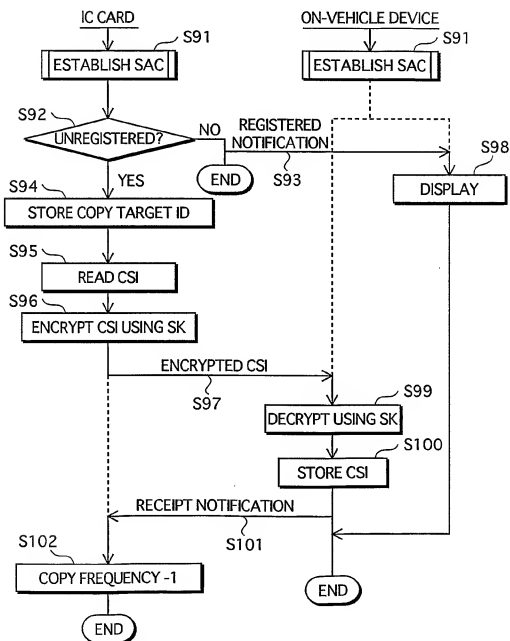 IC CARD
ON-VEHICLE DEVICE
S91
ESTABLISH SAC
S91
ESTABLISH SAC
S92
UNREGISTERED?
NO
REGISTERED
NOTIFICATION
S93
END
S98
DISPLAY
YES
S94
STORE COPY TARGET ID
S95
READ CSI
S96
ENCRYPT CSI USING SK
ENCRYPTED CSI
S97
S99
DECRYPT USING SK
S100
STORE CSI
RECEIPT NOTIFICATION
S101
S102
COPY FREQUENCY -1
END
END